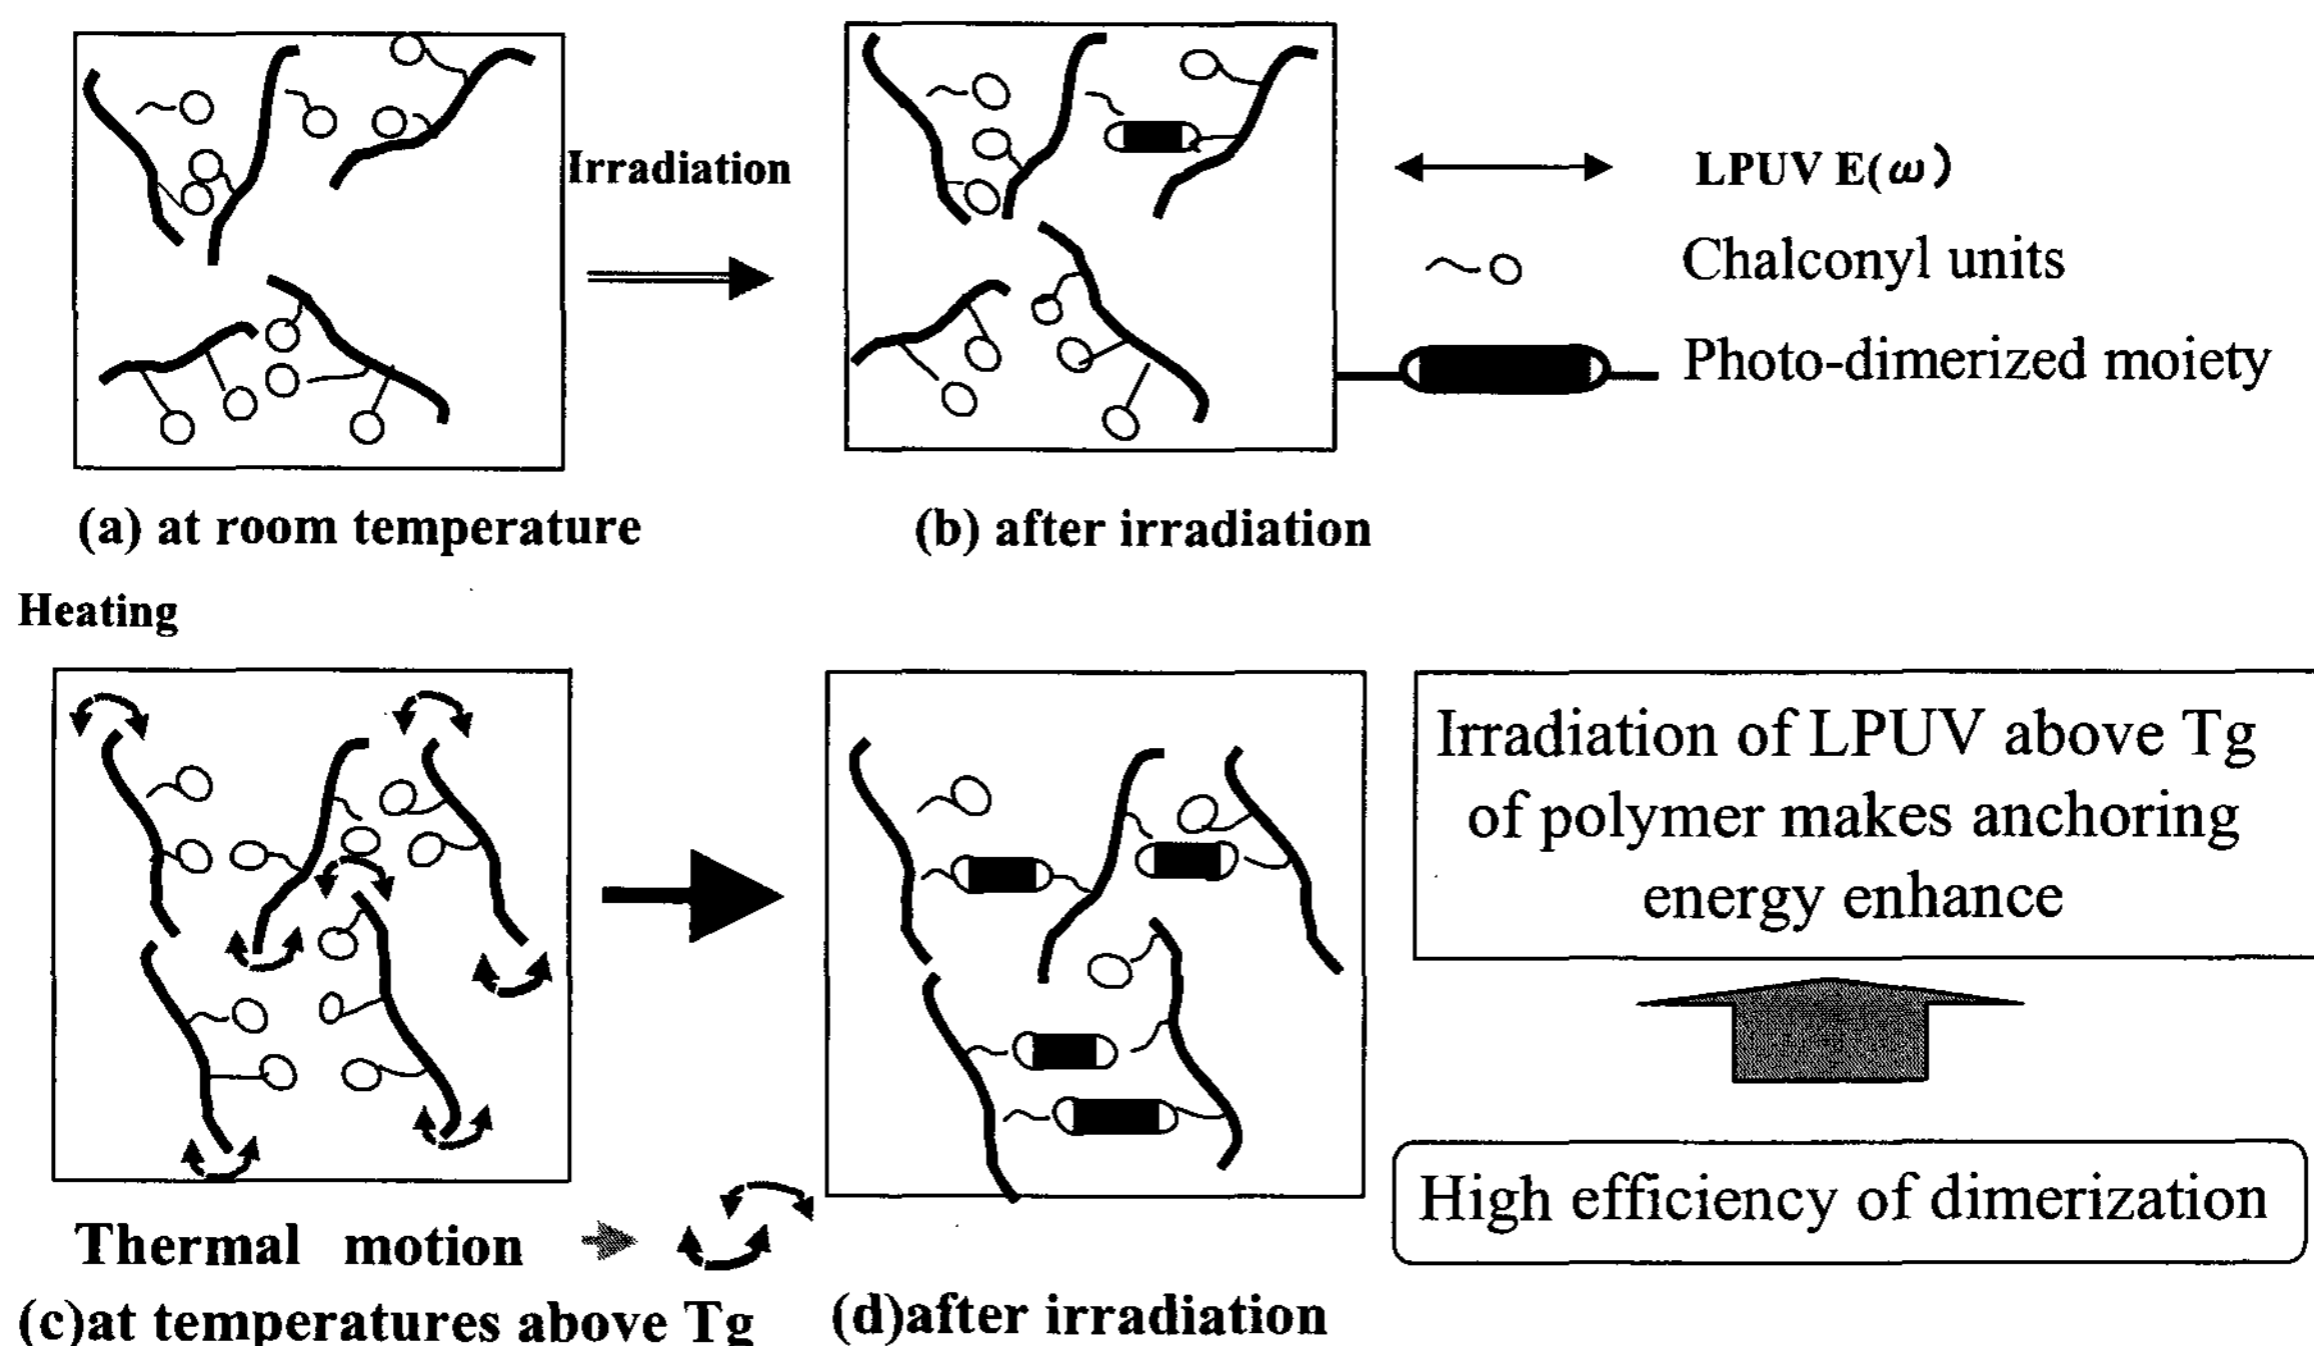 Irradiation
LPUV E(ω)
Chalconyl units
Photo-dimerized moiety
(a) at room temperature
(b) after irradiation
Heating
Irradiation of LPUV above Tg
of polymer makes anchoring
energy enhance
High efficiency of dimerization
Thermal motion
(c)at temperatures above Tg
(d)after irradiation